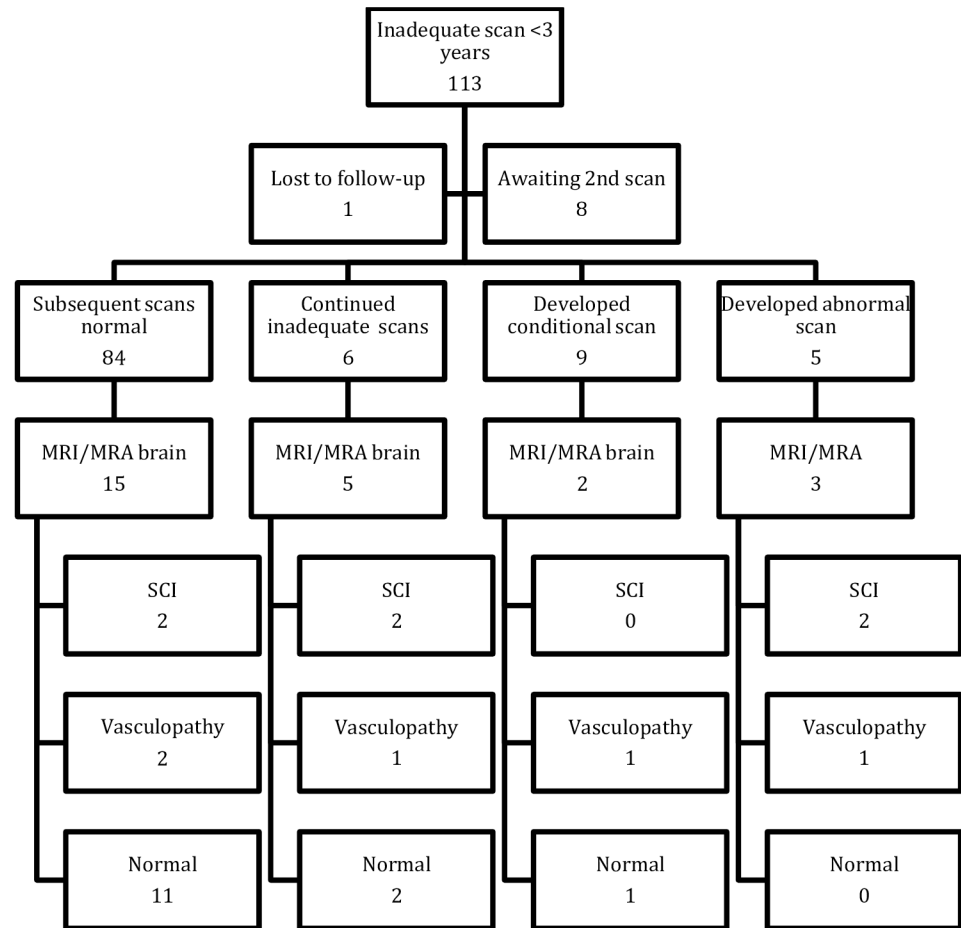 Inadequate scan <3
years
113
Lost to follow-up
1
Awaiting 2nd scan
8
Subsequent scans
normal
84
Continued
inadequate scans
6
Developed
conditional scan
9
Developed abnormal
scan
5
MRI/MRA brain
15
MRI/MRA brain
5
MRI/MRA brain
2
MRI/MRA
3
SCI
2
SCI
2
SCI
0
SCI
2
Vasculopathy
2
Vasculopathy
1
Vasculopathy
1
Vasculopathy
1
Normal
11
Normal
2
Normal
1
Normal
0